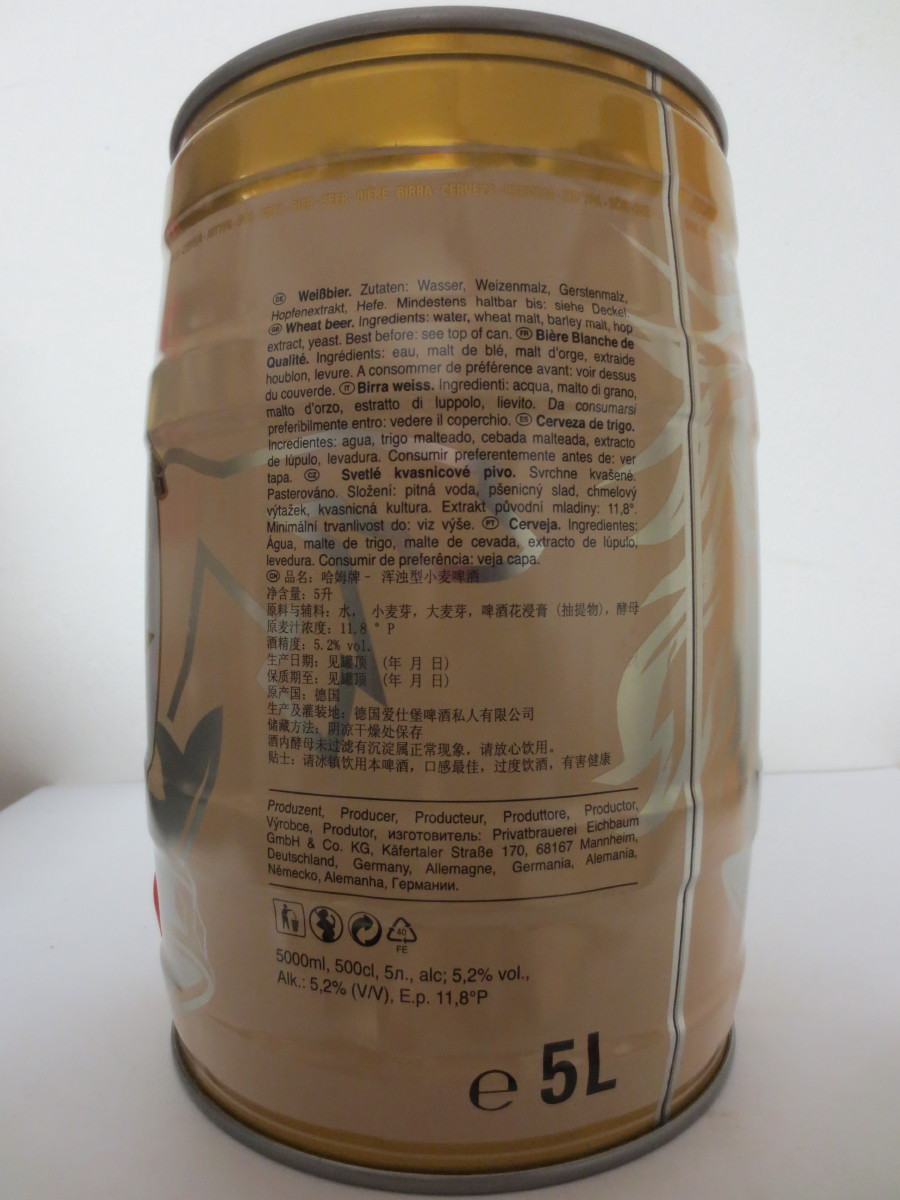 BIER · BEER · BIÈRE · BIRRA · CERVEZA
DE Weißbier. Zutaten: Wasser, Weizenmalz, Gerstenmalz,
Hopfenextrakt, Hefe. Mindestens haltbar bis: siehe Deckel.
GB Wheat beer. Ingredients: water, wheat malt, barley malt, hop
extract, yeast. Best before: see top of can. FR Bière Blanche de
Qualité. Ingrédients: eau, malt de blé, malt d'orge, extraide
houblon, levure. A consommer de préférence avant: voir dessus
du couverde. IT Birra weiss. Ingredienti: acqua, malto di grano,
malto d'orzo, estratto di luppolo, lievito. Da consumarsi
preferibilmente entro: vedere il coperchio. ES Cerveza de trigo.
Incredientes: agua, trigo malteado, cebada malteada, extracto
de lúpulo, levadura. Consumir preferentemente antes de: ver
tapa. CZ Svetlé kvasnicové pivo. Svrchne kvašené.
Pasterováno. Složení: pitná voda, pšenicný slad, chmelový
výtažek, kvasnicná kultura. Extrakt původní mladiny: 11,8°.
Minimální trvanlivost do: viz výše. PT Cerveja. Ingredientes:
Água, malte de trigo, malte de cevada, extracto de lúpulo,
levedura. Consumir de preferência: veja capa.
CN 品名：哈姆牌- 浑浊型小麦啤酒
净含量：5升
原料与辅料：水， 小麦芽，大麦芽，啤酒花浸膏（抽提物），酵母
原麦汁浓度：11.8 °P
酒精度：5.2% vol.
生产日期：见罐顶 （年 月 日）
保质期至：见罐顶 （年 月 日）
原产国：德国
生产及灌装地：德国爱仕堡啤酒私人有限公司
储藏方法：阴凉干燥处保存
酒内酵母未过滤有沉淀属正常现象，请放心饮用。
贴士：请冰镇饮用本啤酒，口感最佳，过度饮酒，有害健康
Produzent, Producer, Producteur, Produttore, Productor,
Výrobce, Produtor, изготовитель: Privatbrauerei Eichbaum
GmbH & Co. KG, Käfertaler Straße 170, 68167 Mannheim,
Deutschland, Germany, Allemagne, Germania, Alemania,
Německo, Alemanha, Германии.
40
FE
5000ml, 500cl, 5л., alc; 5,2% vol.,
Alk.: 5,2% (V/V), E.p. 11,8°P
℮ 5L